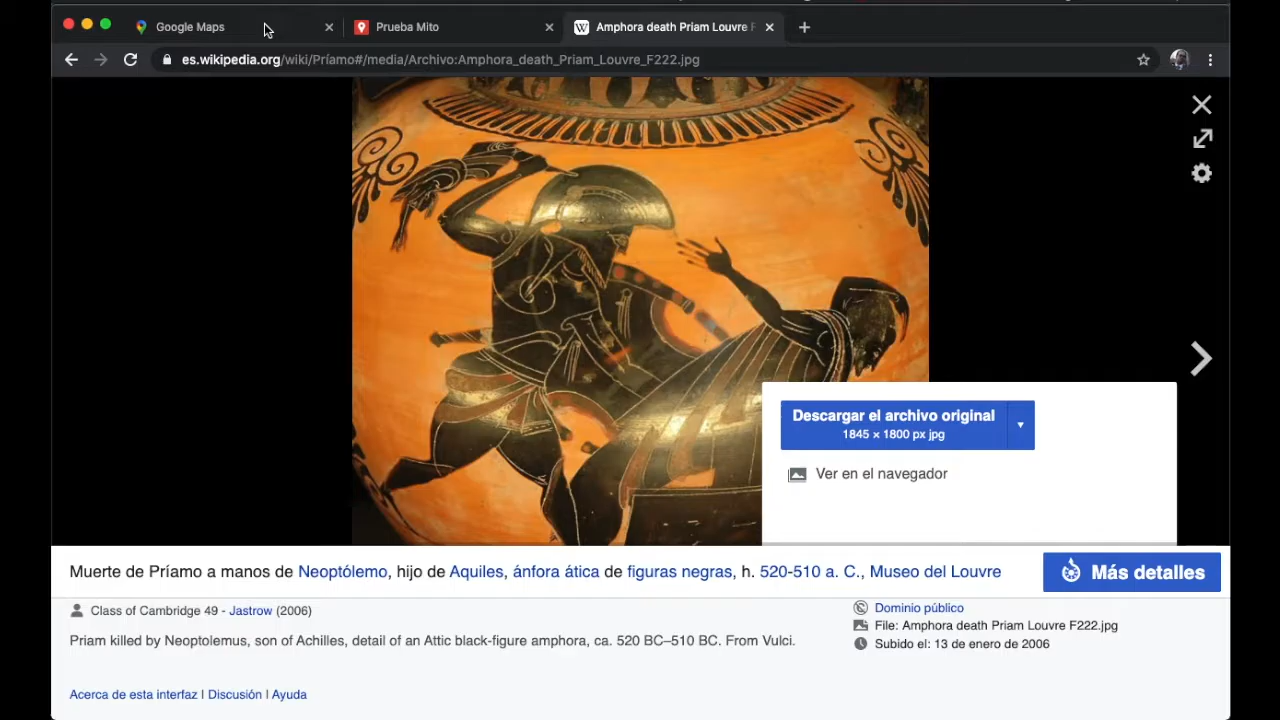 Google Maps
Prueba Mito
Amphora death Priam Louvre F
es.wikipedia.org/wiki/Príamo#/media/Archivo:Amphora_death_Priam_Louvre_F222.jpg
Descargar el archivo original
1845 × 1800 px jpg
Ver en el navegador
Muerte de Príamo a manos de Neoptólemo, hijo de Aquiles, ánfora ática de figuras negras, h. 520-510 a. C., Museo del Louvre
Más detalles
Class of Cambridge 49 - Jastrow (2006)
Priam killed by Neoptolemus, son of Achilles, detail of an Attic black-figure amphora, ca. 520 BC–510 BC. From Vulci.
Dominio público
File: Amphora death Priam Louvre F222.jpg
Subido el: 13 de enero de 2006
Acerca de esta interfaz | Discusión | Ayuda